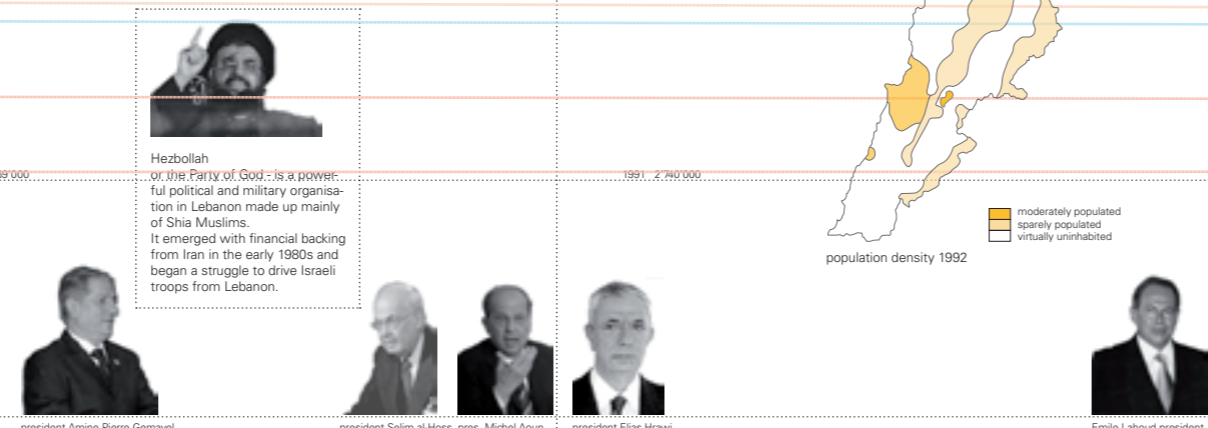 Hezbollah
or the Party of God - is a power-
ful political and military organisa-
tion in Lebanon made up mainly
of Shia Muslims.
It emerged with financial backing
from Iran in the early 1980s and
began a struggle to drive Israeli
troops from Lebanon.
9'000
1991 2'740'000
moderately populated
sparely populated
virtually uninhabited
population density 1992
president Amine Pierre Gemayel
president Selim al-Hoss
pres. Michel Aoun
president Elias Hrawi
Emile Lahoud president